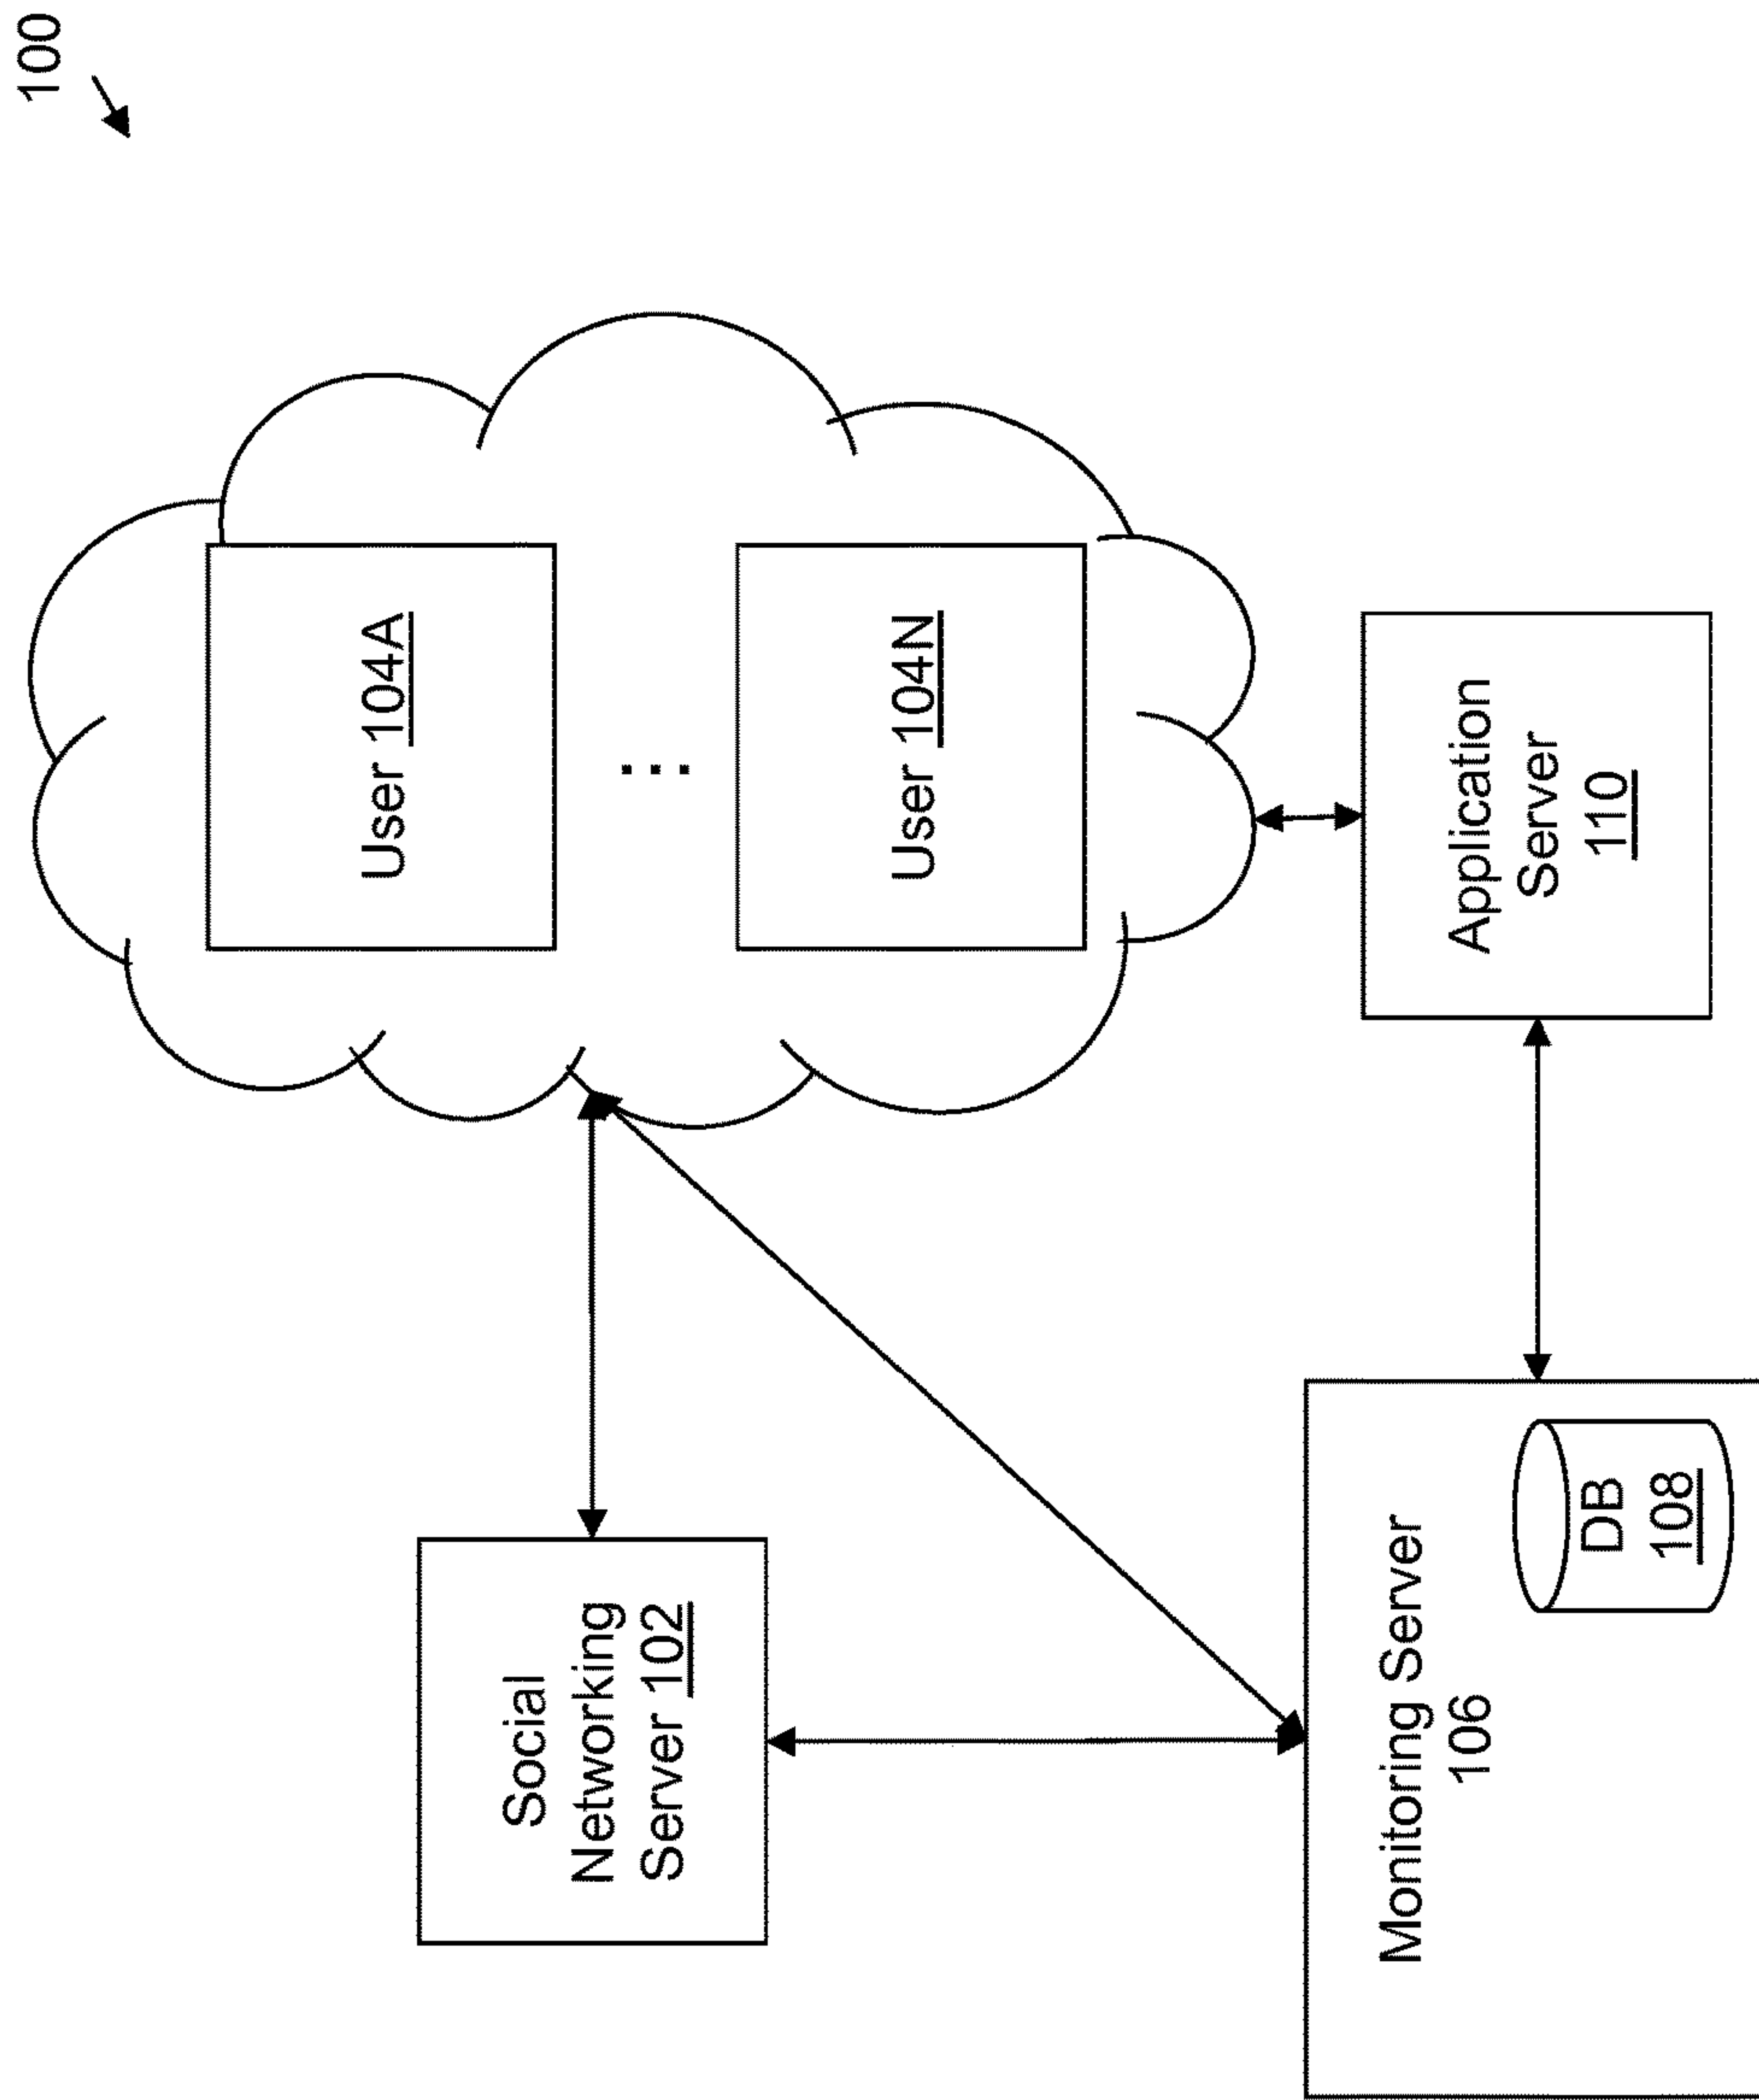 100
User 104A
...
User 104N
Social
Networking
Server 102
Application
Server
110
Monitoring Server
106
DB
108